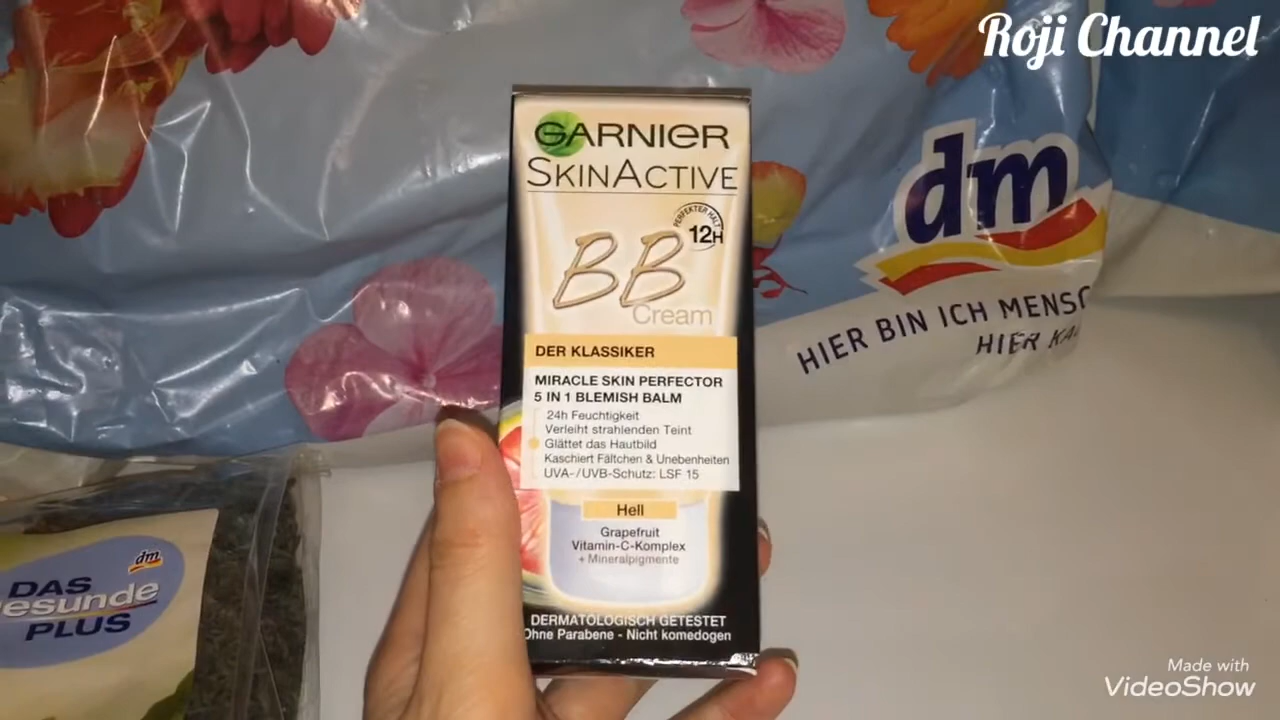 Roji Channel
GARNIER
SKINACTIVE
PERFEKTER HALT
12H
BB
Cream
DER KLASSIKER
MIRACLE SKIN PERFECTOR
5 IN 1 BLEMISH BALM
24h Feuchtigkeit
Verleiht strahlenden Teint
Glättet das Hautbild
Kaschiert Fältchen & Unebenheiten
UVA-/UVB-Schutz: LSF 15
Hell
Grapefruit
Vitamin-C-Komplex
+ Mineralpigmente
DERMATOLOGISCH GETESTET
Ohne Parabene - Nicht komedogen
dm
HIER BIN ICH MENSC
HIER KA
dm
DAS
esunde
PLUS
Made with
VideoShow